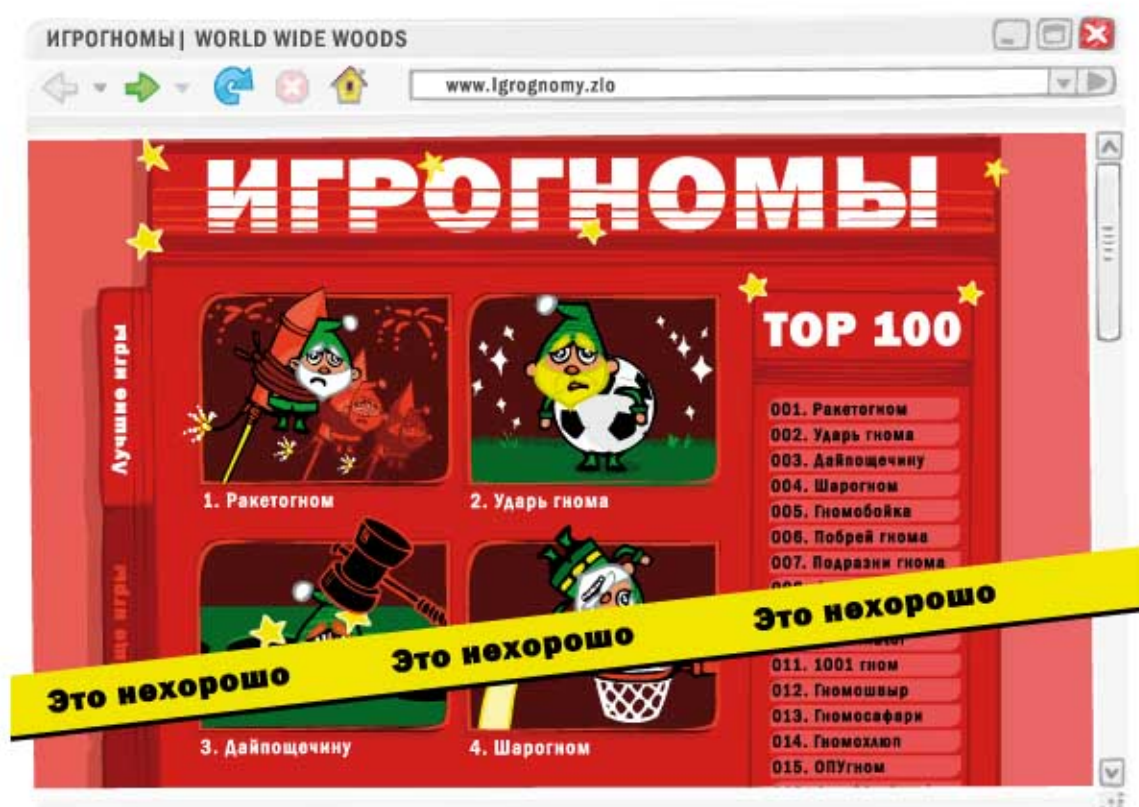 ИГРОГНОМЫ| WORLD WIDE WOODS
www.Igrognomy.zlo
ИГРОГНОМЫ
Лучшие игры
игры
1. Ракетогном
2. Ударь гнома
3. Дайпощечину
4. Шарогном
TOP 100
001. Ракетогном
002. Ударь гнома
003. Дайпощечину
004. Шарогном
005. Гномобойка
006. Побрей гнома
007. Подразни гнома
011. 1001 гном
012. Гномошвыр
013. Гномосафари
014. Гномохлюп
015. ОПУгном
Это нехорошо
Это нехорошо
Это нехорошо